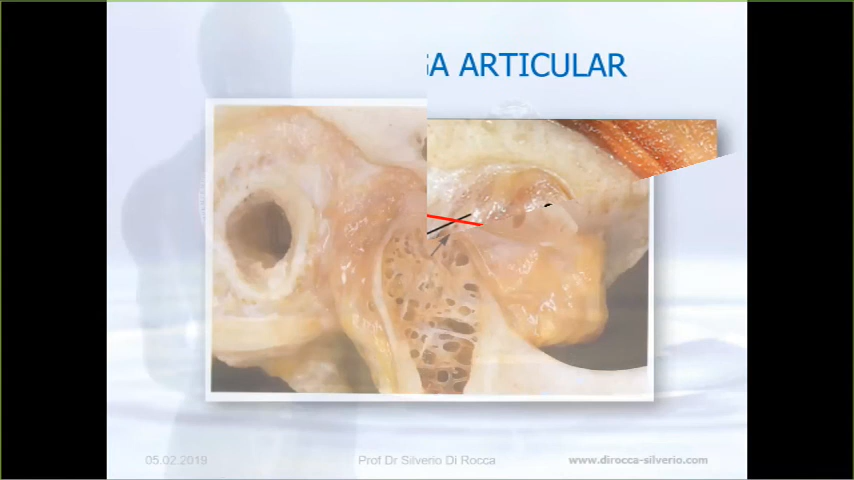 A ARTICULAR
05.02.2019
Prof Dr Silverio Di Rocca
www.dirocca-silverio.com